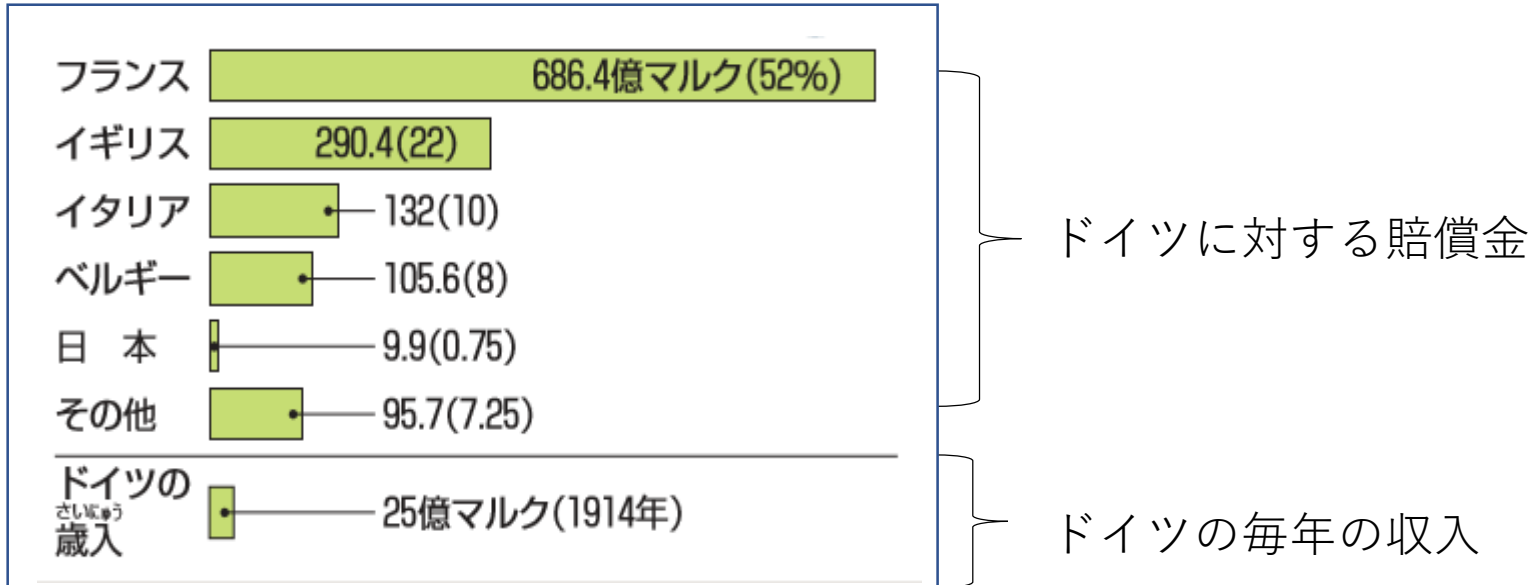 フランス 686.4億マルク(52%)
イギリス 290.4(22)
イタリア 132(10)
ベルギー 105.6(8)
日 本 9.9(0.75)
その他 95.7(7.25)
ドイツに対する賠償金
ドイツの
さいにゅう
歳入
25億マルク(1914年)
ドイツの毎年の収入